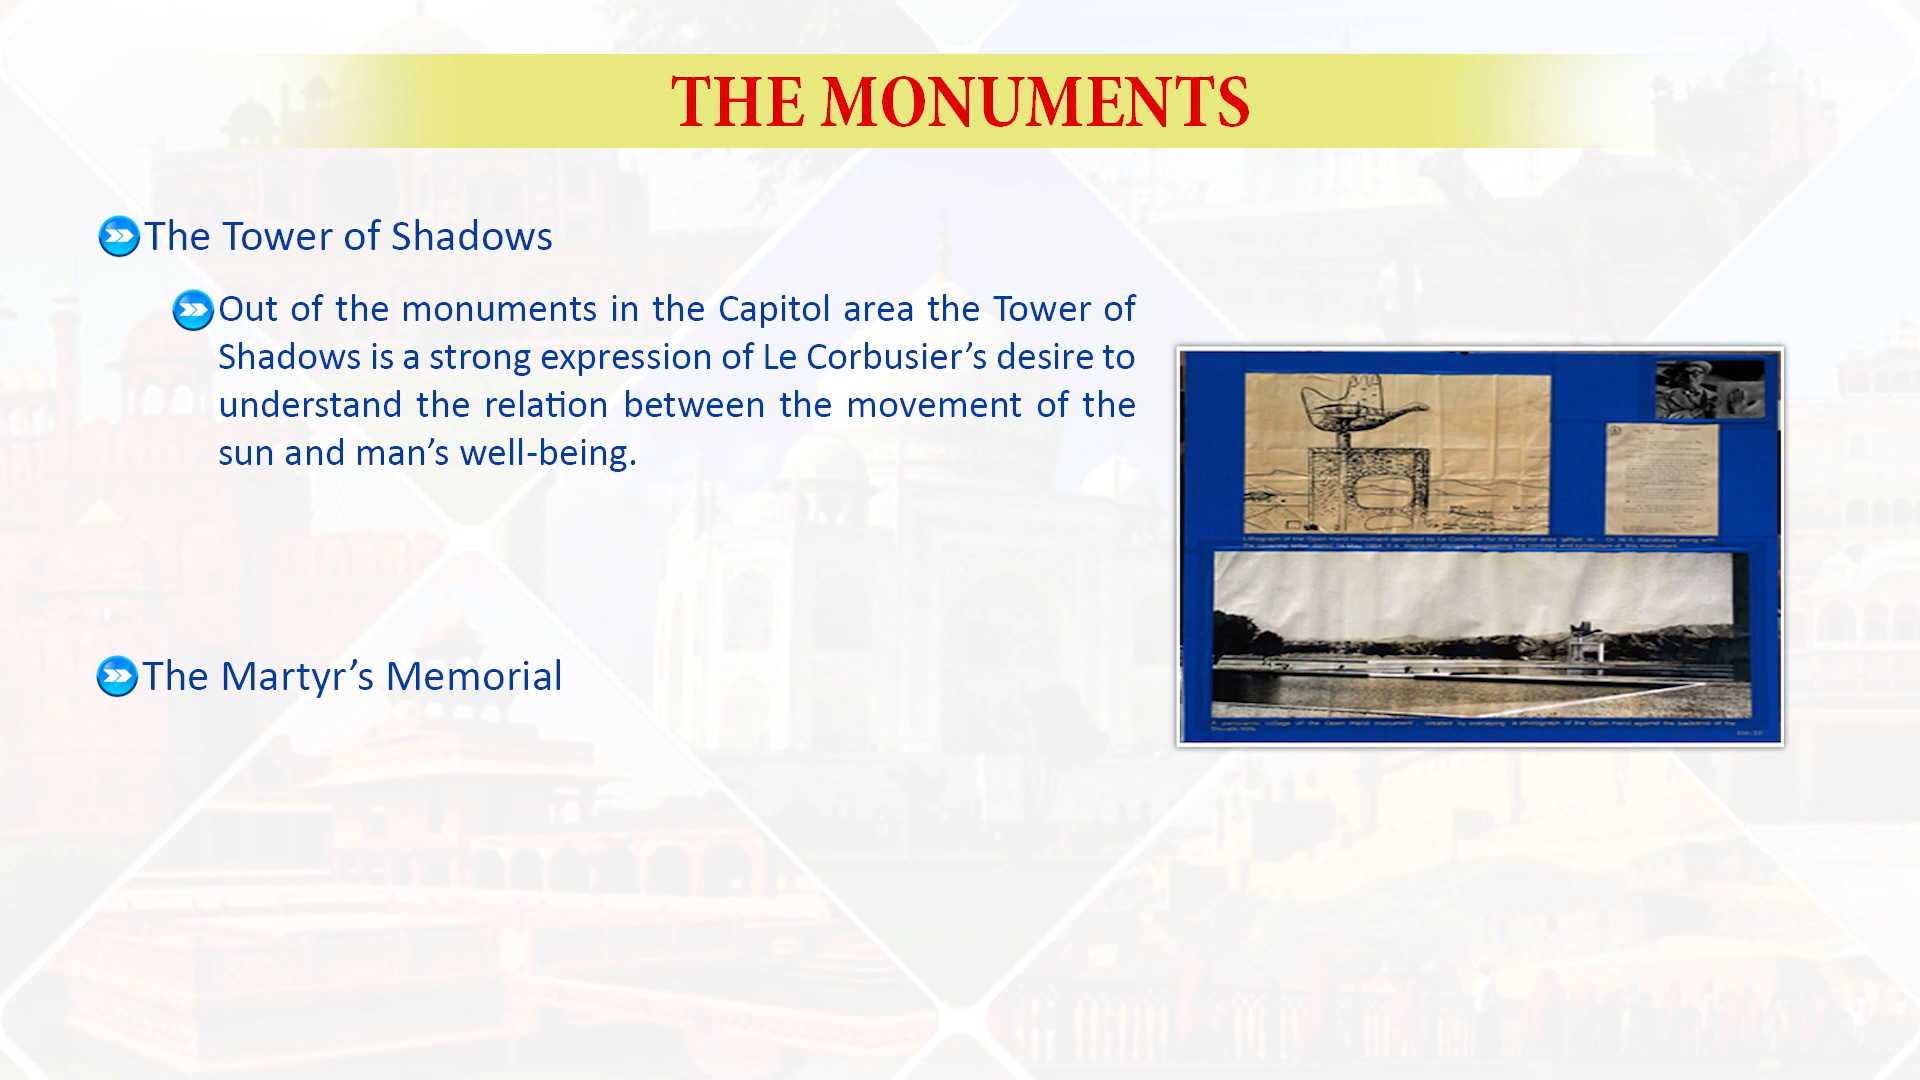 THE MONUMENTS
The Tower of Shadows
Out of the monuments in the Capitol area the Tower of
Shadows is a strong expression of Le Corbusier’s desire to
understand the relation between the movement of the
sun and man’s well-being.
The Martyr’s Memorial